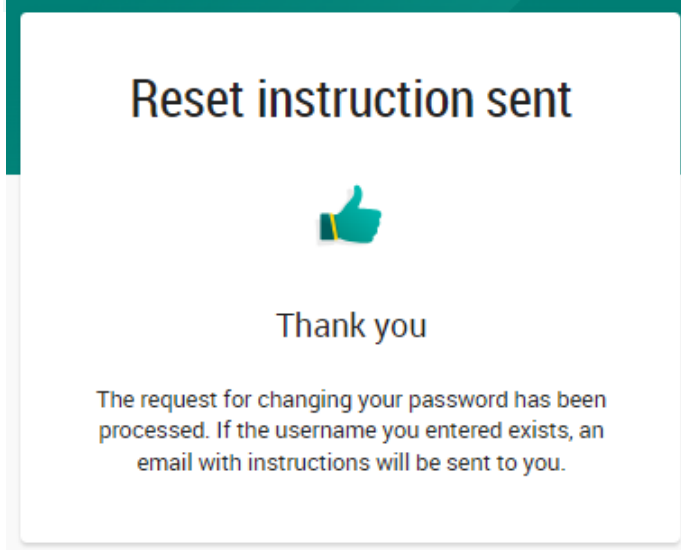 Reset instruction sent
Thank you
The request for changing your password has been
processed. If the username you entered exists, an
email with instructions will be sent to you.